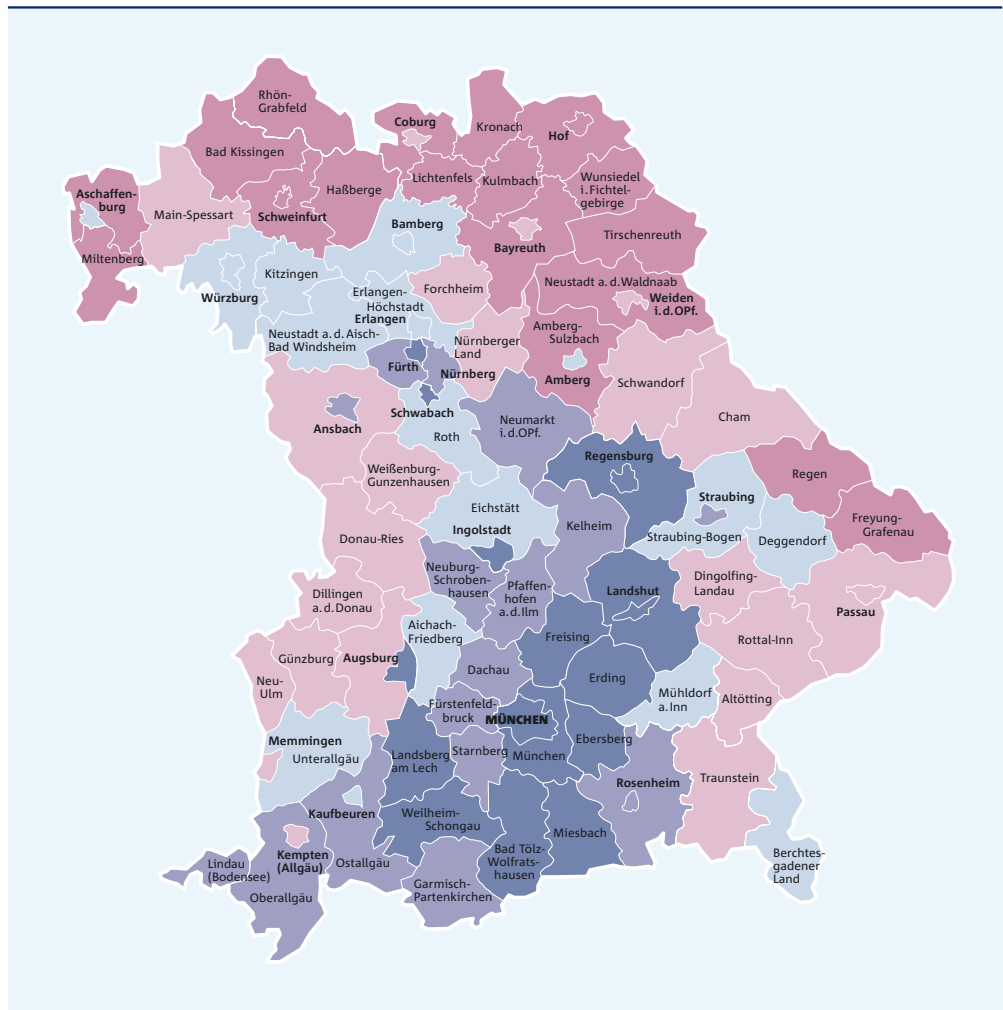 Rhön-
Grabfeld
Coburg
Kronach
Hof
Bad Kissingen
Lichtenfels
Kulmbach
Wunsiedel
i. Fichtel-
gebirge
Haßberge
Aschaffen-
burg
Main-Spessart
Schweinfurt
Bamberg
Bayreuth
Tirschenreuth
Miltenberg
Kitzingen
Würzburg
Erlangen-
Höchstadt
Erlangen
Forchheim
Neustadt a. d. Waldnaab
Weiden
i. d. OPf.
Neustadt a. d. Aisch-
Bad Windsheim
Nürnberger
Land
Amberg-
Sulzbach
Fürth
Nürnberg
Amberg
Schwandorf
Ansbach
Schwabach
Roth
Neumarkt
i. d. OPf.
Cham
Weißenburg-
Gunzenhausen
Regensburg
Regen
Eichstätt
Ingolstadt
Straubing
Kelheim
Straubing-Bogen
Deggendorf
Freyung-
Grafenau
Donau-Ries
Neuburg-
Schroben-
hausen
Pfaffen-
hofen
a. d. Ilm
Landshut
Dingolfing-
Landau
Passau
Dillingen
a. d. Donau
Aichach-
Friedberg
Freising
Rottal-Inn
Günzburg
Augsburg
Dachau
Erding
Neu-
Ulm
Mühldorf
a. Inn
Altötting
Fürstenfeld-
bruck
MÜNCHEN
Memmingen
Unterallgäu
Landsberg
am Lech
Starnberg
München
Ebersberg
Rosenheim
Traunstein
Kaufbeuren
Weilheim-
Schongau
Miesbach
Bad Tölz-
Wolfrats-
hausen
Berchtes-
gadener
Land
Lindau
(Bodensee)
Kempten
(Allgäu)
Ostallgäu
Oberallgäu
Garmisch-
Partenkirchen